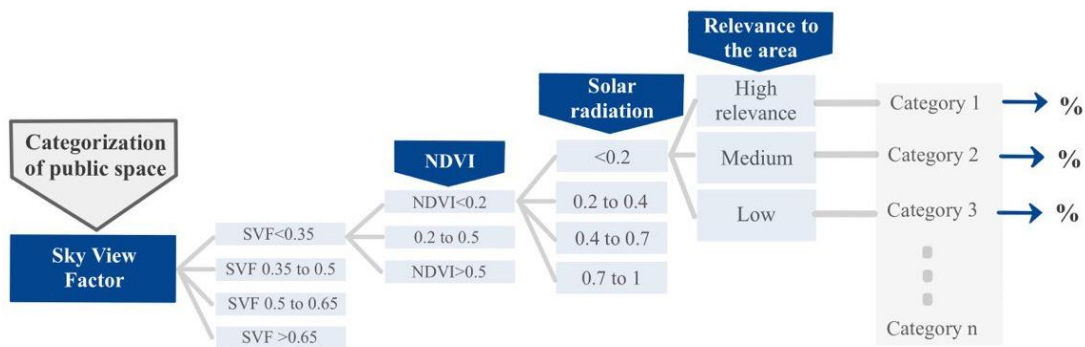 Categorization
of public space
Sky View
Factor
SVF<0.35
SVF 0.35 to 0.5
SVF 0.5 to 0.65
SVF >0.65
NDVI
NDVI<0.2
0.2 to 0.5
NDVI>0.5
Solar
radiation
<0.2
0.2 to 0.4
0.4 to 0.7
0.7 to 1
Relevance to
the area
High
relevance
Medium
Low
Category 1
%
Category 2
%
Category 3
%
Category n